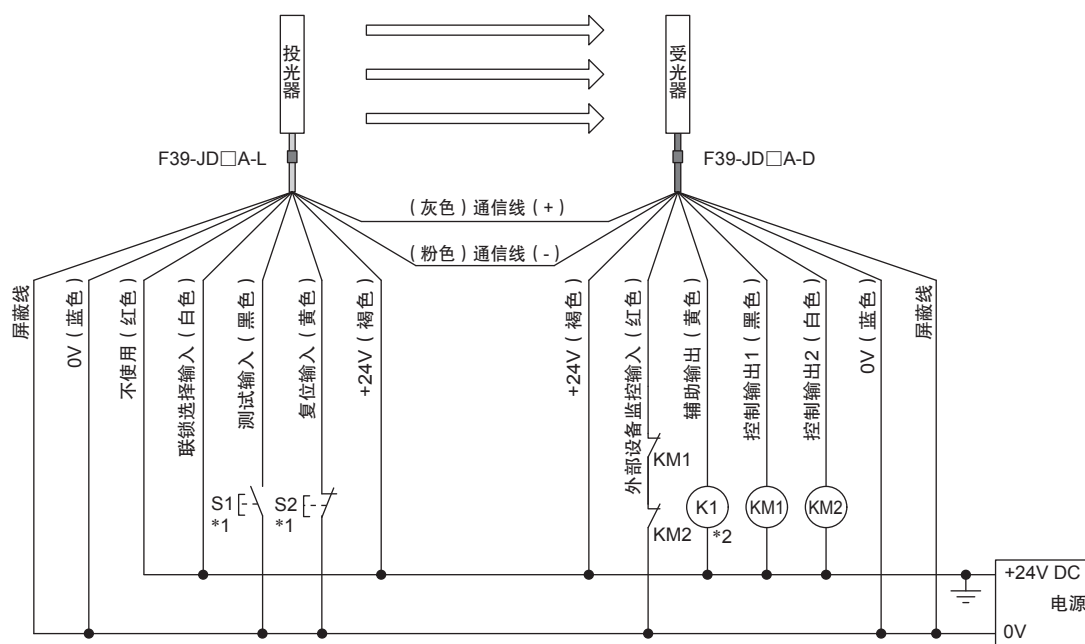 投光器
受光器
F39-JD□A-L
F39-JD□A-D
(灰色)通信线(+)
(粉色)通信线(-)
屏蔽线
0V(蓝色)
不使用(红色)
联锁选择输入(白色)
测试输入(黑色)
复位输入(黄色)
+24V(褐色)
+24V(褐色)
外部设备监控输入(红色)
辅助输出(黄色)
控制输出1(黑色)
控制输出2(白色)
0V(蓝色)
屏蔽线
S1
*1
S2
*1
KM1
KM2
K1
*2
KM1
KM2
+24V DC
电源
0V